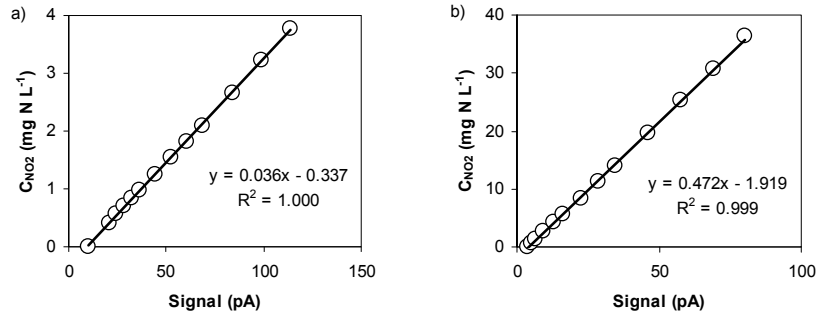 a)
4
3
2
1
0
C_NO2 (mg N L⁻¹)
y = 0.036x - 0.337
R² = 1.000
0 50 100 150
Signal (pA)
b)
40
30
20
10
0
C_NO2 (mg N L⁻¹)
y = 0.472x - 1.919
R² = 0.999
0 50 100
Signal (pA)